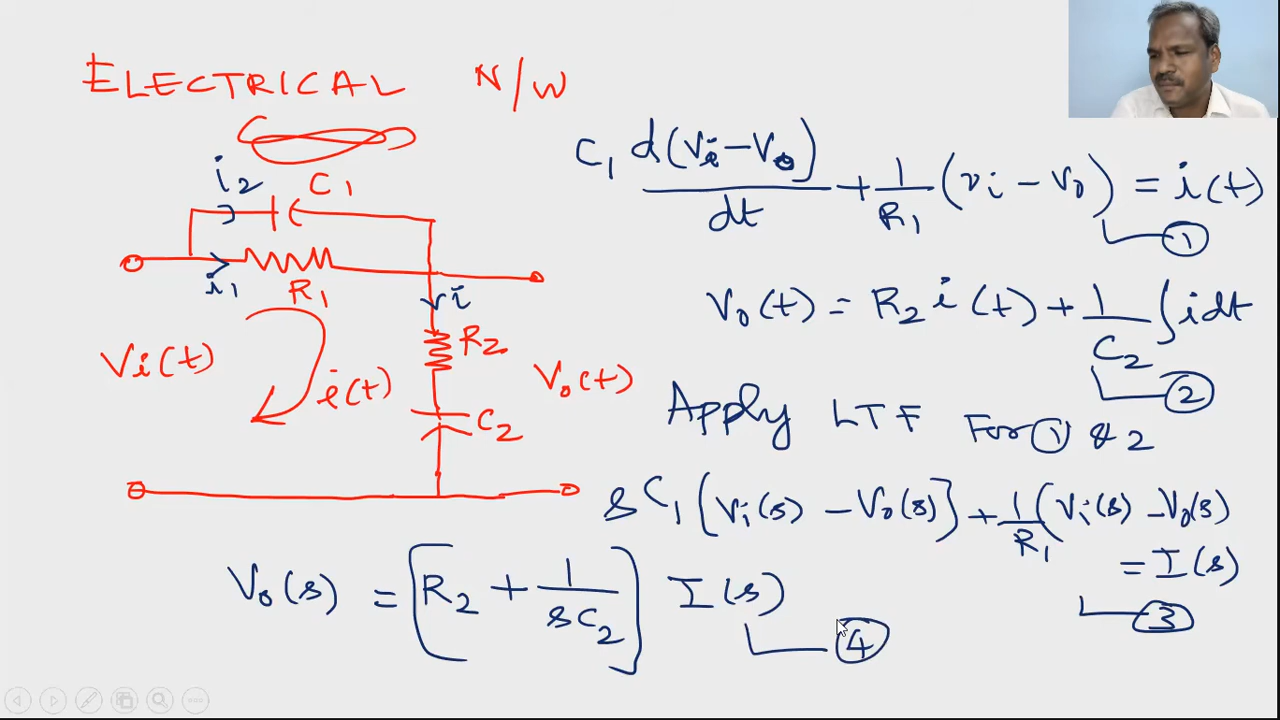 ELECTRICAL N/W
i2 C1
i1 R1
i
R2
Vi(t) i(t) Vo(t)
C2
C1 d(Vi-Vo)/dt + 1/R1 (vi - vo) = i(t)
1
Vo(t) = R2 i(t) + 1/C2 ∫idt
2
Apply LTF For 1 & 2
sC1 (Vi(s) - Vo(s)) + 1/R1 (Vi(s) - Vo(s)
= I(s)
3
Vo(s) = [R2 + 1/sC2] I(s)
4